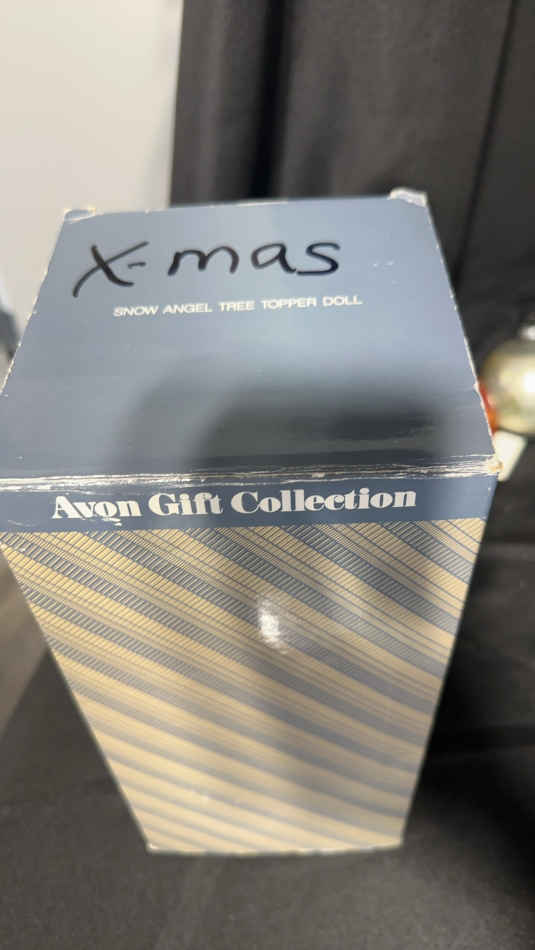 X-mas
SNOW ANGEL TREE TOPPER DOLL
Avon Gift Collection